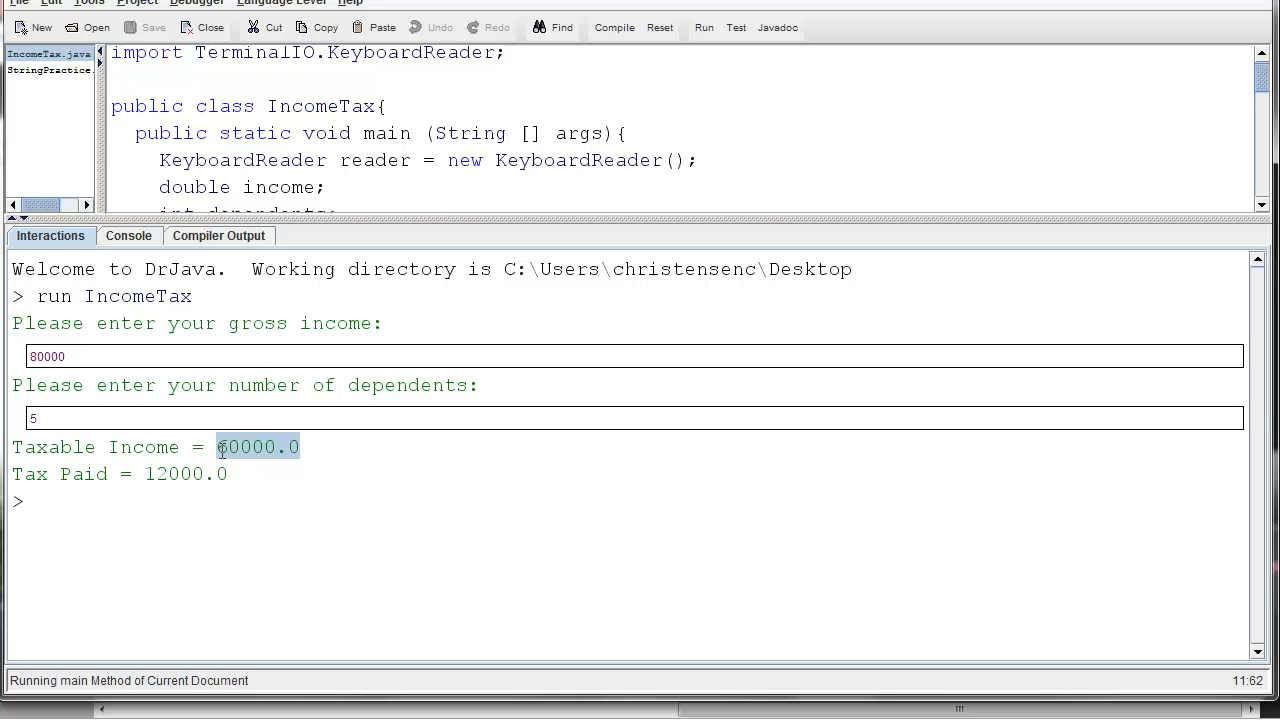 File Edit Tools Project Debugger Language Level Help
New Open Save Close Cut Copy Paste Undo Redo Find Compile Reset Run Test Javadoc
IncomeTax.java
StringPractice.
import TerminalIO.KeyboardReader;
public class IncomeTax{
public static void main (String [] args){
KeyboardReader reader = new KeyboardReader();
double income;
int dependents;
Interactions Console Compiler Output
Welcome to DrJava. Working directory is C:\Users\christensenc\Desktop
> run IncomeTax
Please enter your gross income:
80000
Please enter your number of dependents:
5
Taxable Income = 60000.0
Tax Paid = 12000.0
>
Running main Method of Current Document
11:62